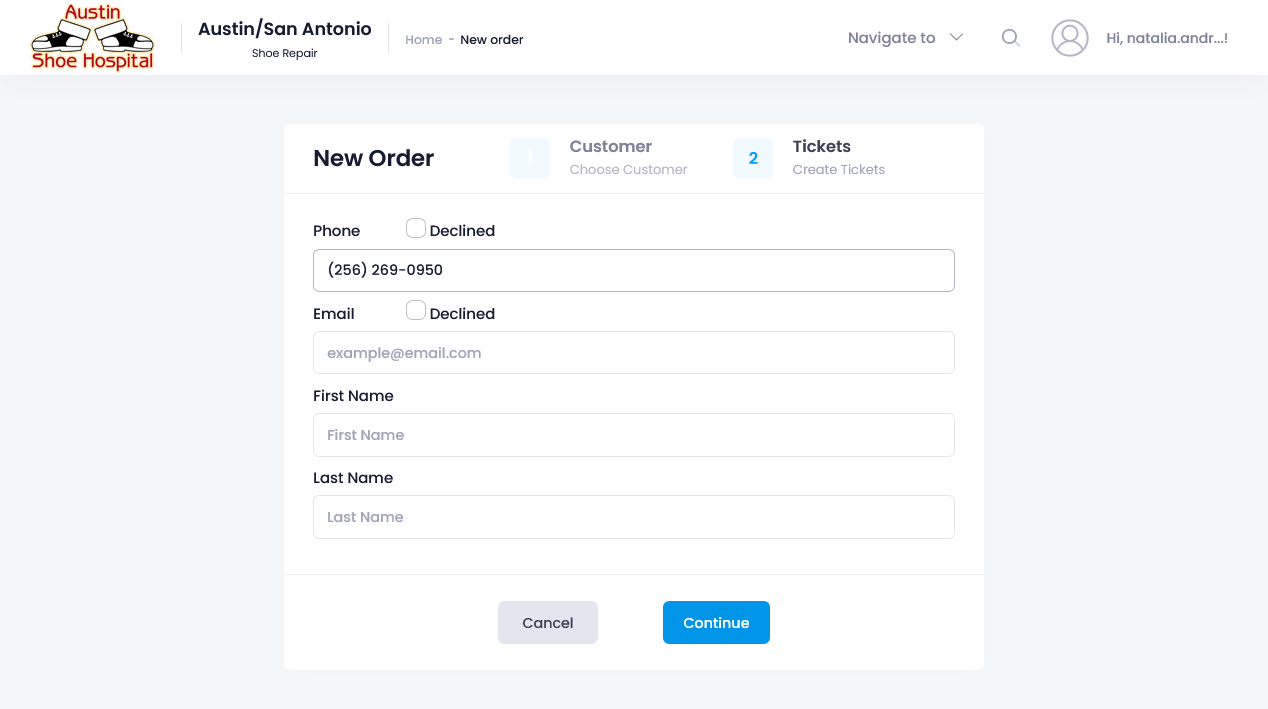 Austin
Shoe Hospital
Austin/San Antonio
Shoe Repair
Home - New order
Navigate to
Hi, natalia.andr...!
New Order
1
Customer
Choose Customer
2
Tickets
Create Tickets
Phone
Declined
(256) 269-0950
Email
Declined
example@email.com
First Name
First Name
Last Name
Last Name
Cancel
Continue